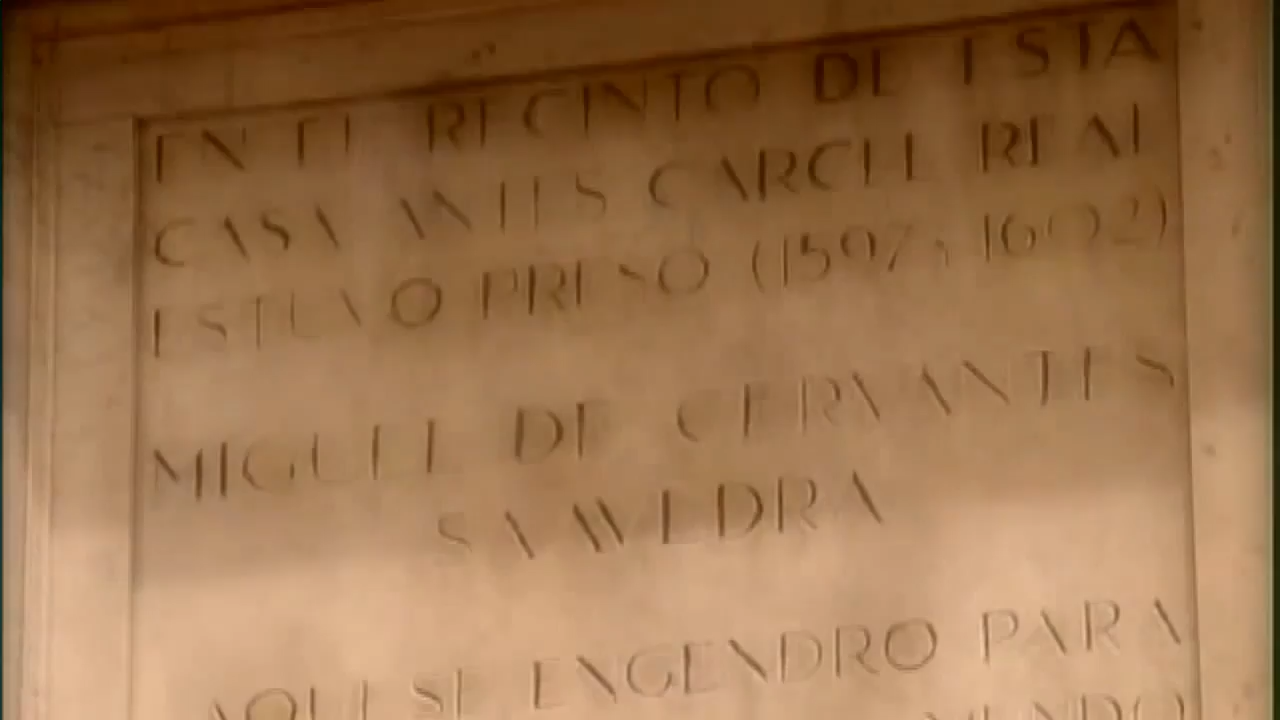 EN EL RECINTO DE ESTA
CASA ANTES CARCEL REAL
ESTUVO PRESO (1597 1602)
MIGUEL DE CERVANTES
SAAVEDRA
AQUI SE ENGENDRO PARA
MUNDO